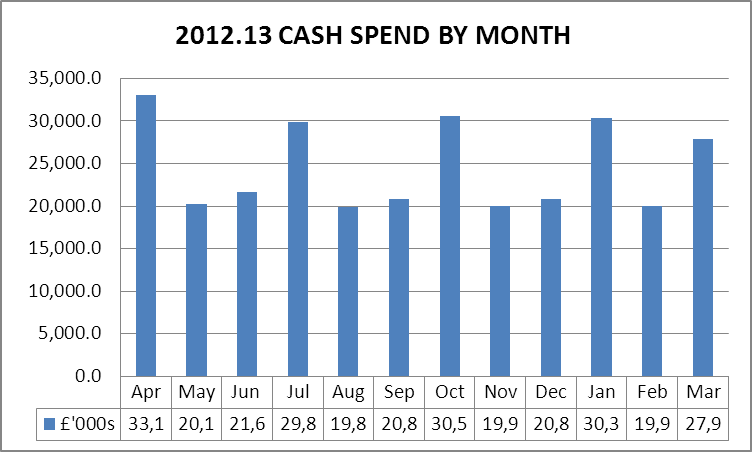 2012.13 CASH SPEND BY MONTH
35,000.0
30,000.0
25,000.0
20,000.0
15,000.0
10,000.0
5,000.0
0.0
Apr May Jun Jul Aug Sep Oct Nov Dec Jan Feb Mar
£'000s 33,1 20,1 21,6 29,8 19,8 20,8 30,5 19,9 20,8 30,3 19,9 27,9